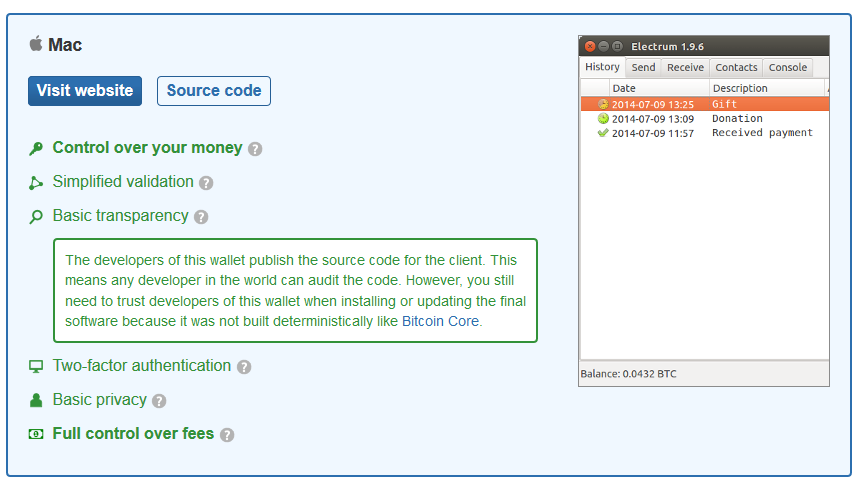 Mac
Visit website
Source code
Control over your money ?
Simplified validation ?
Basic transparency ?
The developers of this wallet publish the source code for the client. This
means any developer in the world can audit the code. However, you still
need to trust developers of this wallet when installing or updating the final
software because it was not built deterministically like Bitcoin Core.
Two-factor authentication ?
Basic privacy ?
Full control over fees ?
Electrum 1.9.6
History Send Receive Contacts Console
Date Description
2014-07-09 13:25 Gift
2014-07-09 13:09 Donation
2014-07-09 11:57 Received payment
Balance: 0.0432 BTC